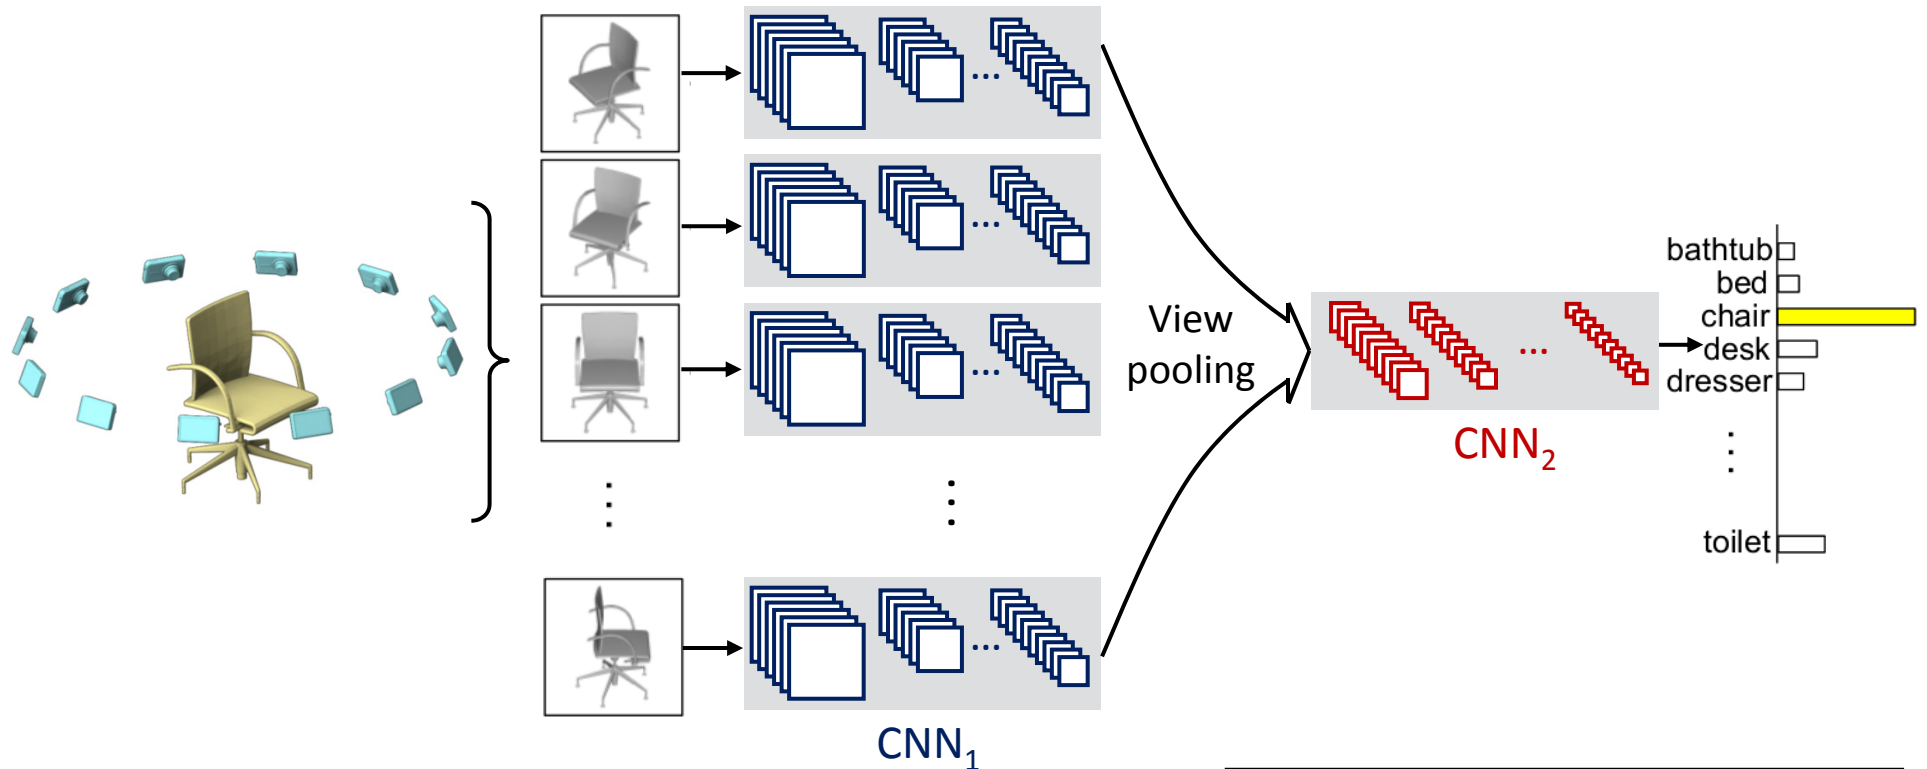 View
pooling
CNN₁
CNN₂
bathtub
bed
chair
desk
dresser
toilet